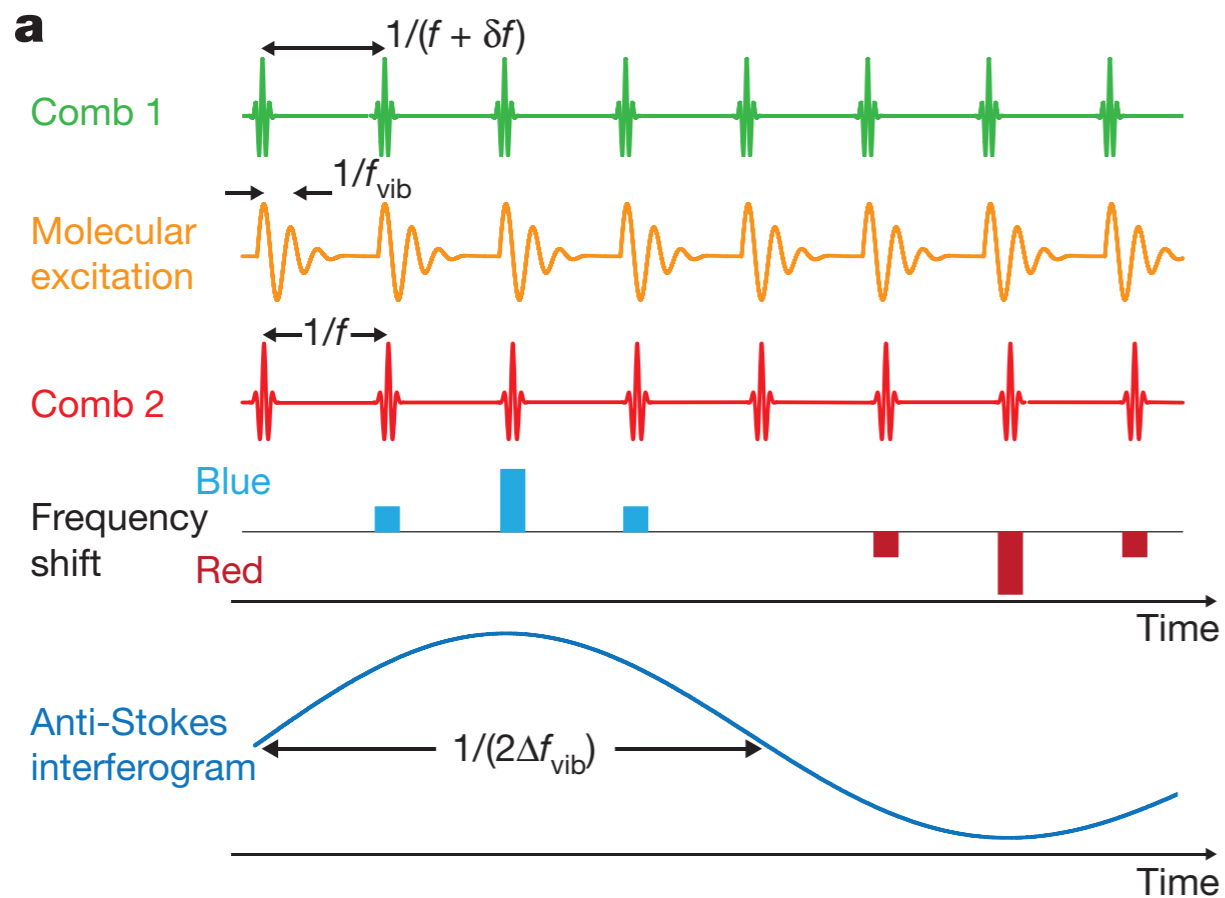 a
1/(f + δf)
Comb 1
1/f_vib
Molecular
excitation
1/f
Comb 2
Blue
Frequency
shift
Red
Time
Anti-Stokes
interferogram
1/(2Δf_vib)
Time